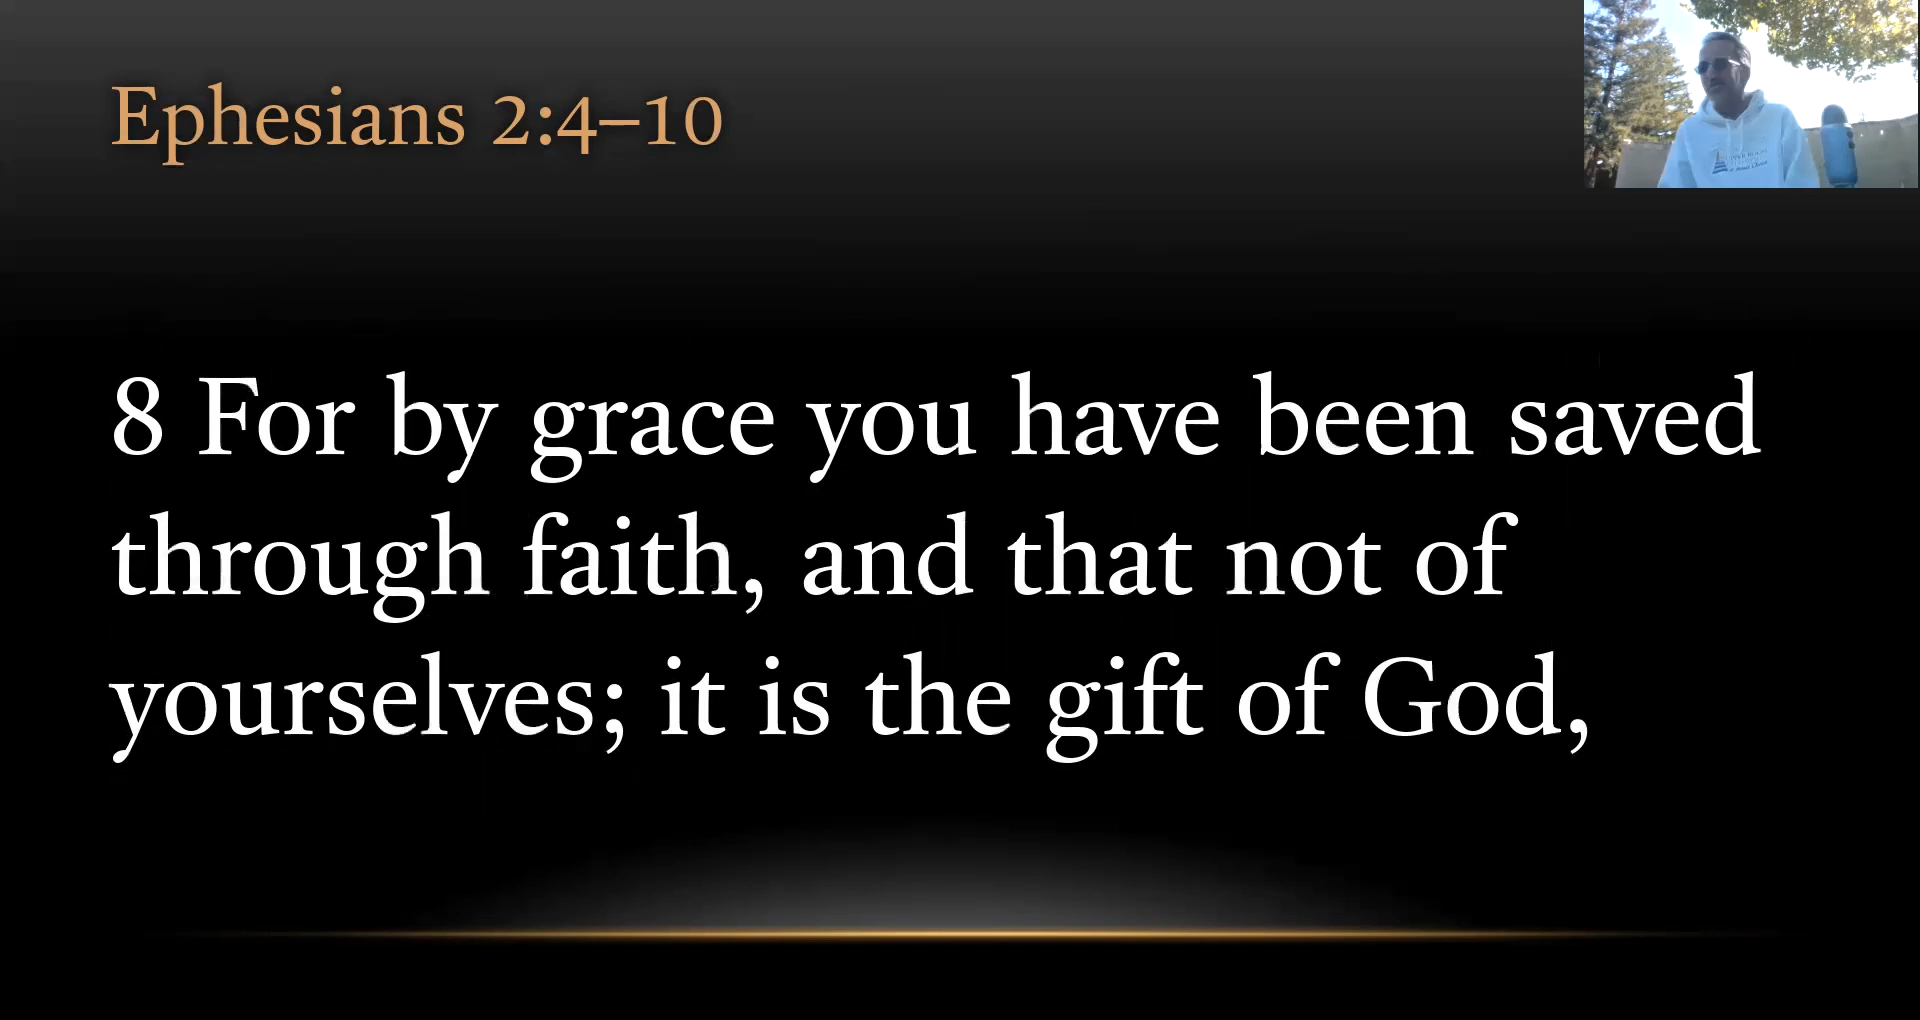 Ephesians 2:4–10
8 For by grace you have been saved
through faith, and that not of
yourselves; it is the gift of God,